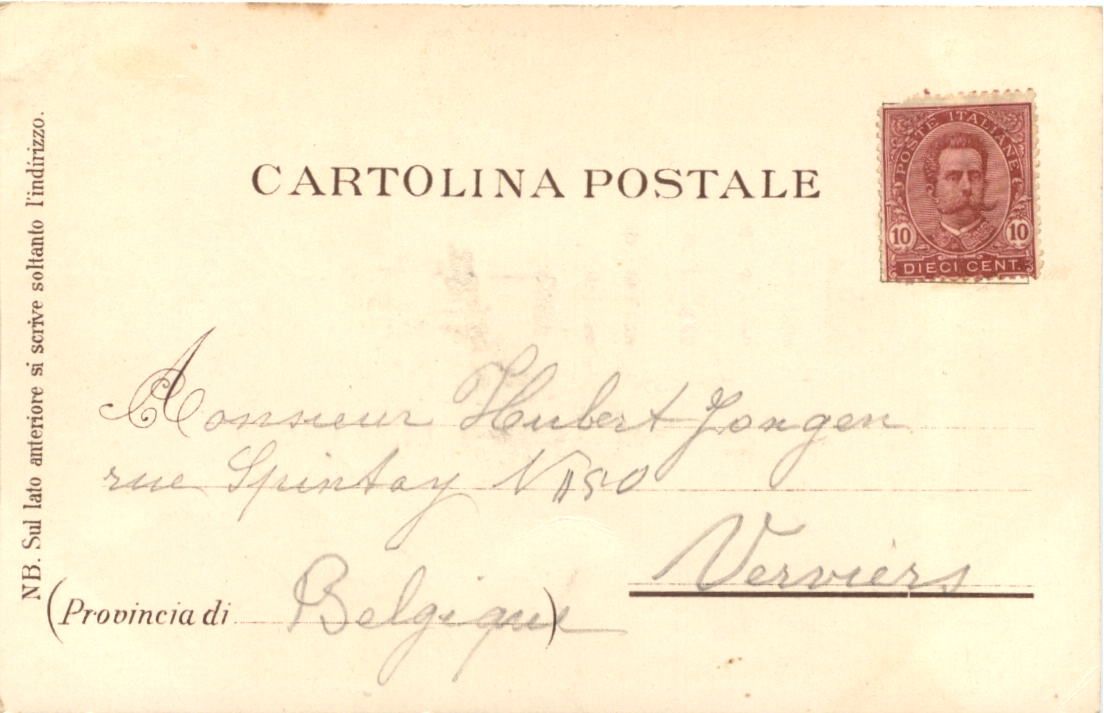 CARTOLINA POSTALE
POSTE ITALIANE
10 10
DIECI CENT.
NB. Sul lato anteriore si scrive soltanto l'indirizzo.
A
Monsieur Hubert Jongen
rue Spintay N 50
Verviers
(Provincia di Belgique)